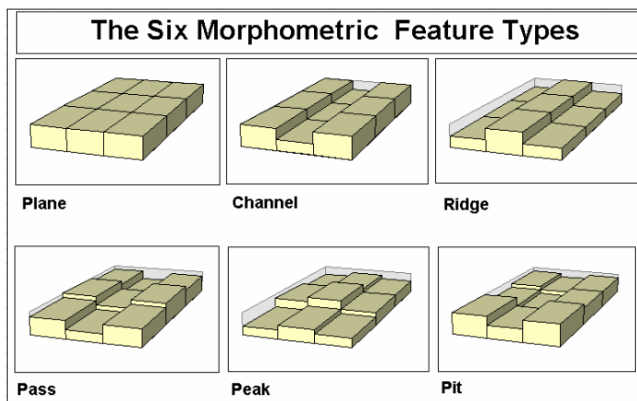 The Six Morphometric Feature Types
Plane
Channel
Ridge
Pass
Peak
Pit